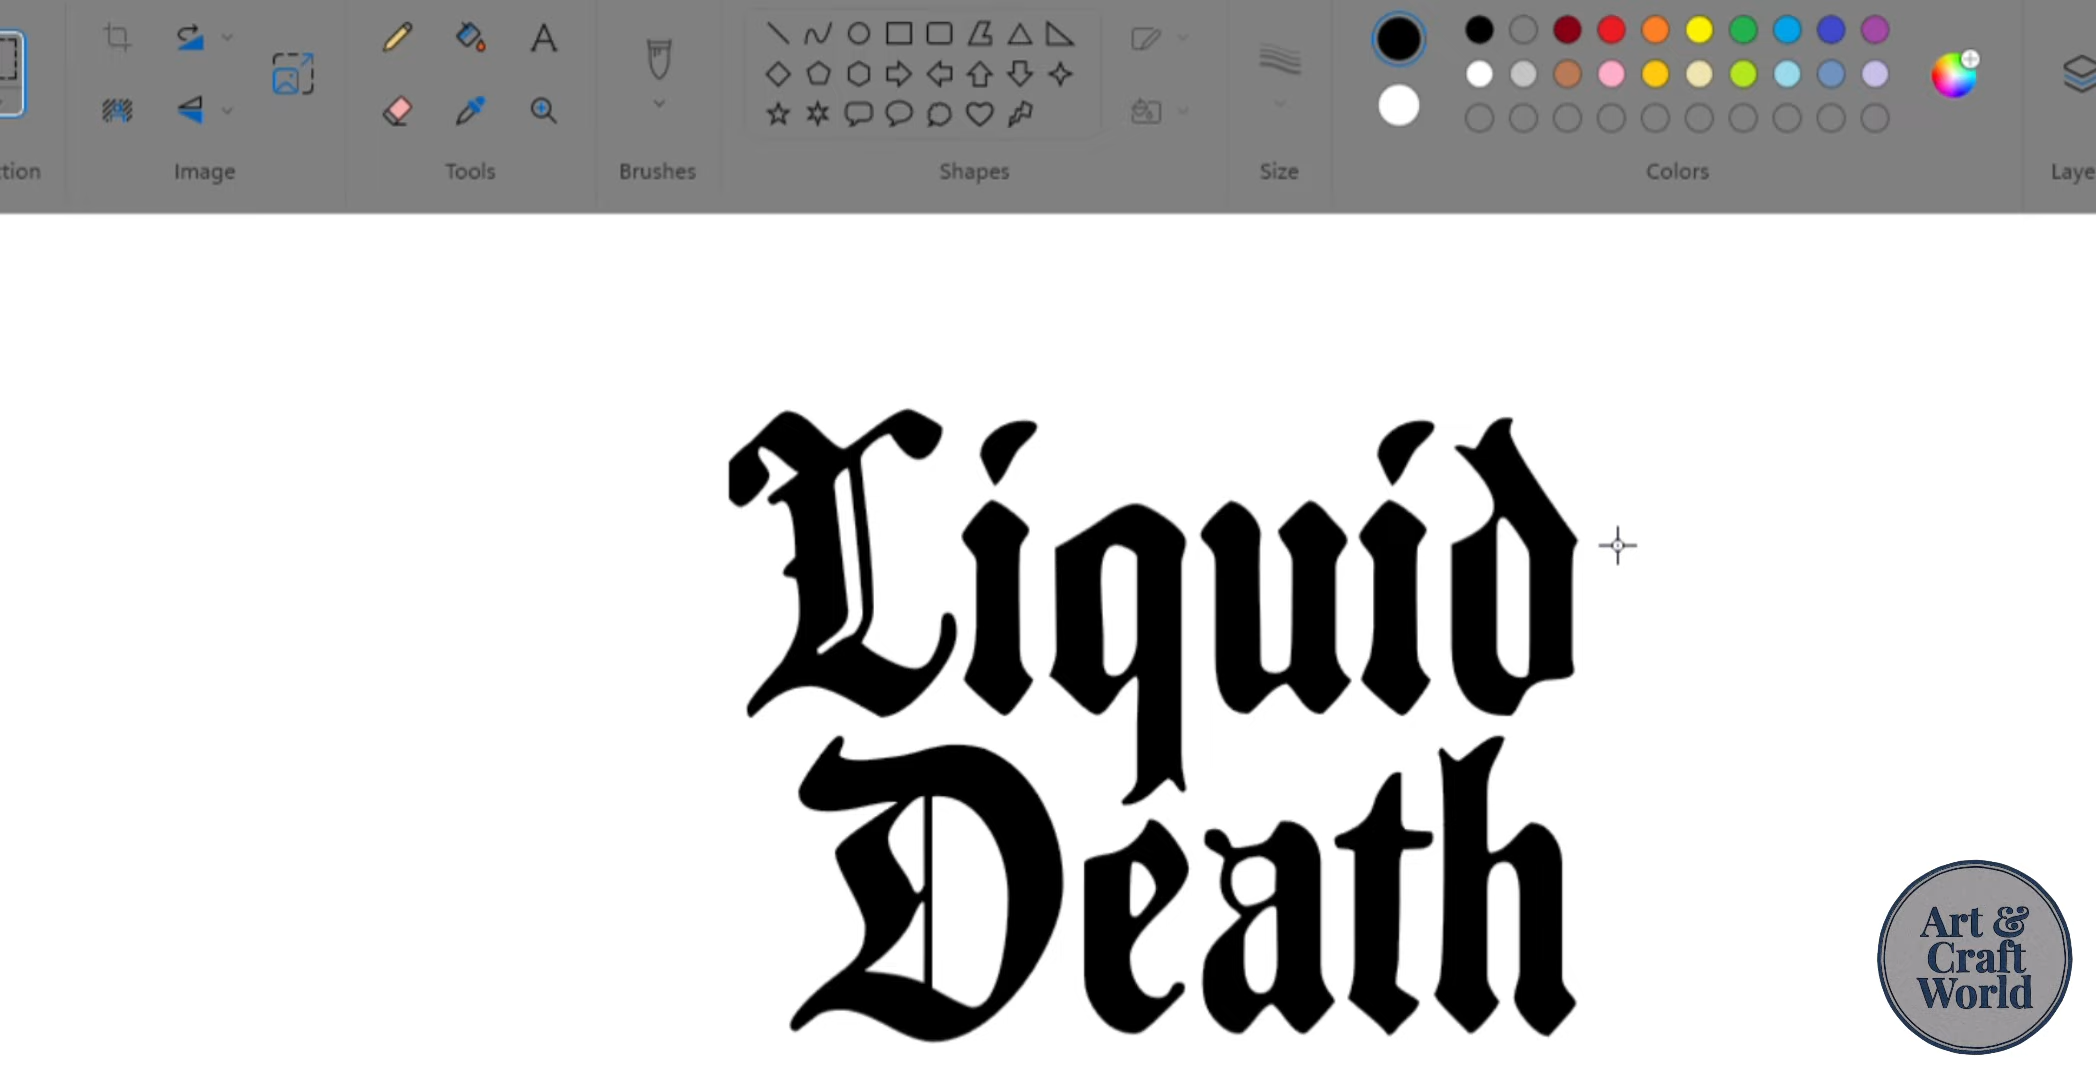 tion
Image
Tools
Brushes
Shapes
Size
Colors
Laye
A
Liquid
Death
Art &
Craft
World